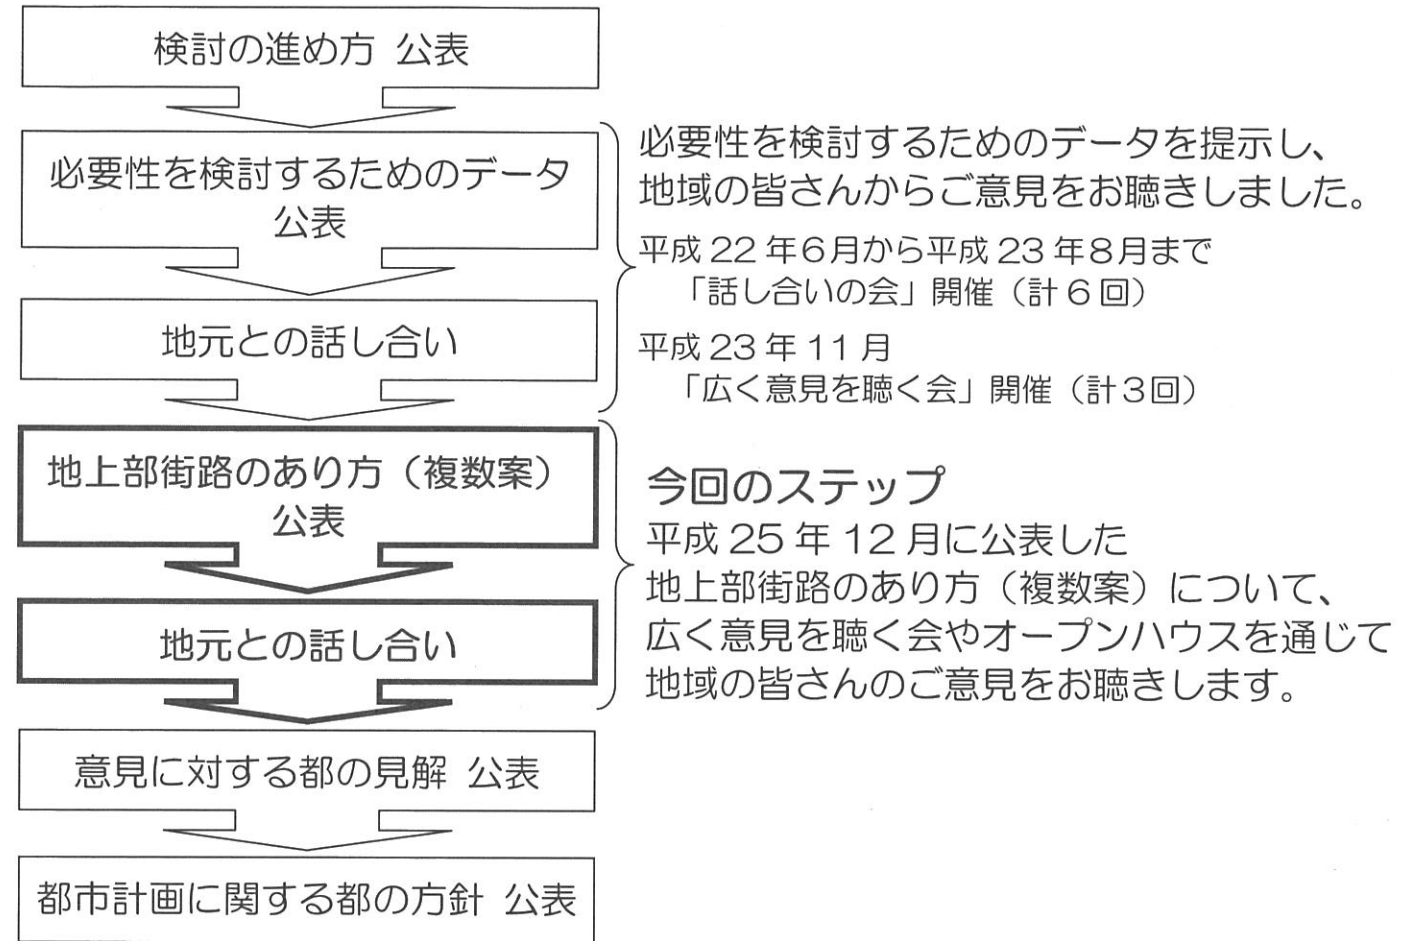 検討の進め方 公表
必要性を検討するためのデータ
公表
地元との話し合い
必要性を検討するためのデータを提示し、
地域の皆さんからご意見をお聴きしました。
平成 22 年6月から平成 23 年8月まで
「話し合いの会」開催（計6回）
平成 23 年 11 月
「広く意見を聴く会」開催（計3回）
地上部街路のあり方（複数案）
公表
地元との話し合い
今回のステップ
平成 25 年 12 月に公表した
地上部街路のあり方（複数案）について、
広く意見を聴く会やオープンハウスを通じて
地域の皆さんのご意見をお聴きします。
意見に対する都の見解 公表
都市計画に関する都の方針 公表